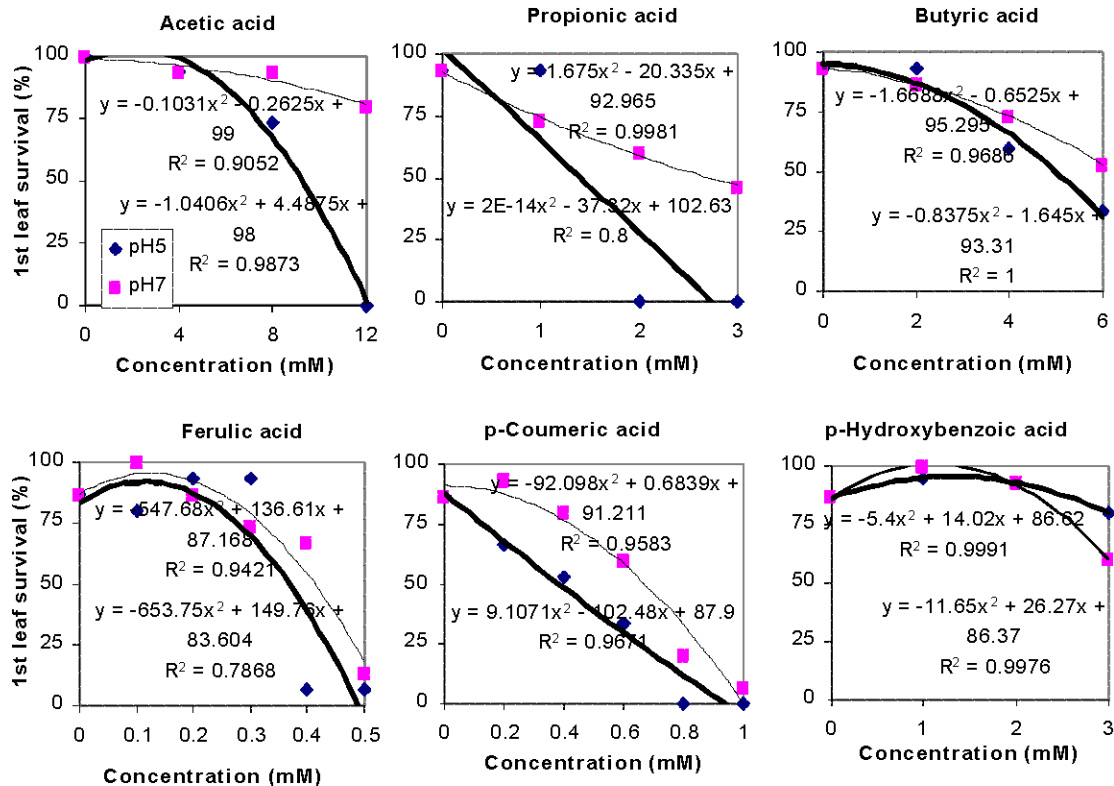 Acetic acid
1st leaf survival (%)
100
75
50
25
0
y = -0.1031x² - 0.2625x +
99
R² = 0.9052
y = -1.0406x² + 4.4875x +
98
R² = 0.9873
pH5
pH7
0 4 8 12
Concentration (mM)
Propionic acid
100
75
50
25
0
y = 1.675x² - 20.335x +
92.965
R² = 0.9981
y = 2E-14x² - 37.32x + 102.63
R² = 0.8
0 1 2 3
Concentration (mM)
Butyric acid
100
75
50
25
0
y = -1.6688x² - 0.6525x +
95.295
R² = 0.9686
y = -0.8375x² - 1.645x +
93.31
R² = 1
0 2 4 6
Concentration (mM)
Ferulic acid
1st leaf survival (%)
100
75
50
25
0
y = -547.68x² + 136.61x +
87.168
R² = 0.9421
y = -653.75x² + 149.76x +
83.604
R² = 0.7868
0 0.1 0.2 0.3 0.4 0.5
Concentration (mM)
p-Coumeric acid
100
75
50
25
0
y = -92.098x² + 0.6839x +
91.211
R² = 0.9583
y = 9.1071x² - 102.48x + 87.9
R² = 0.9671
0 0.2 0.4 0.6 0.8 1
Concentration (mM)
p-Hydroxybenzoic acid
100
75
50
25
0
y = -5.4x² + 14.02x + 86.62
R² = 0.9991
y = -11.65x² + 26.27x +
86.37
R² = 0.9976
0 1 2 3
Concentration (mM)